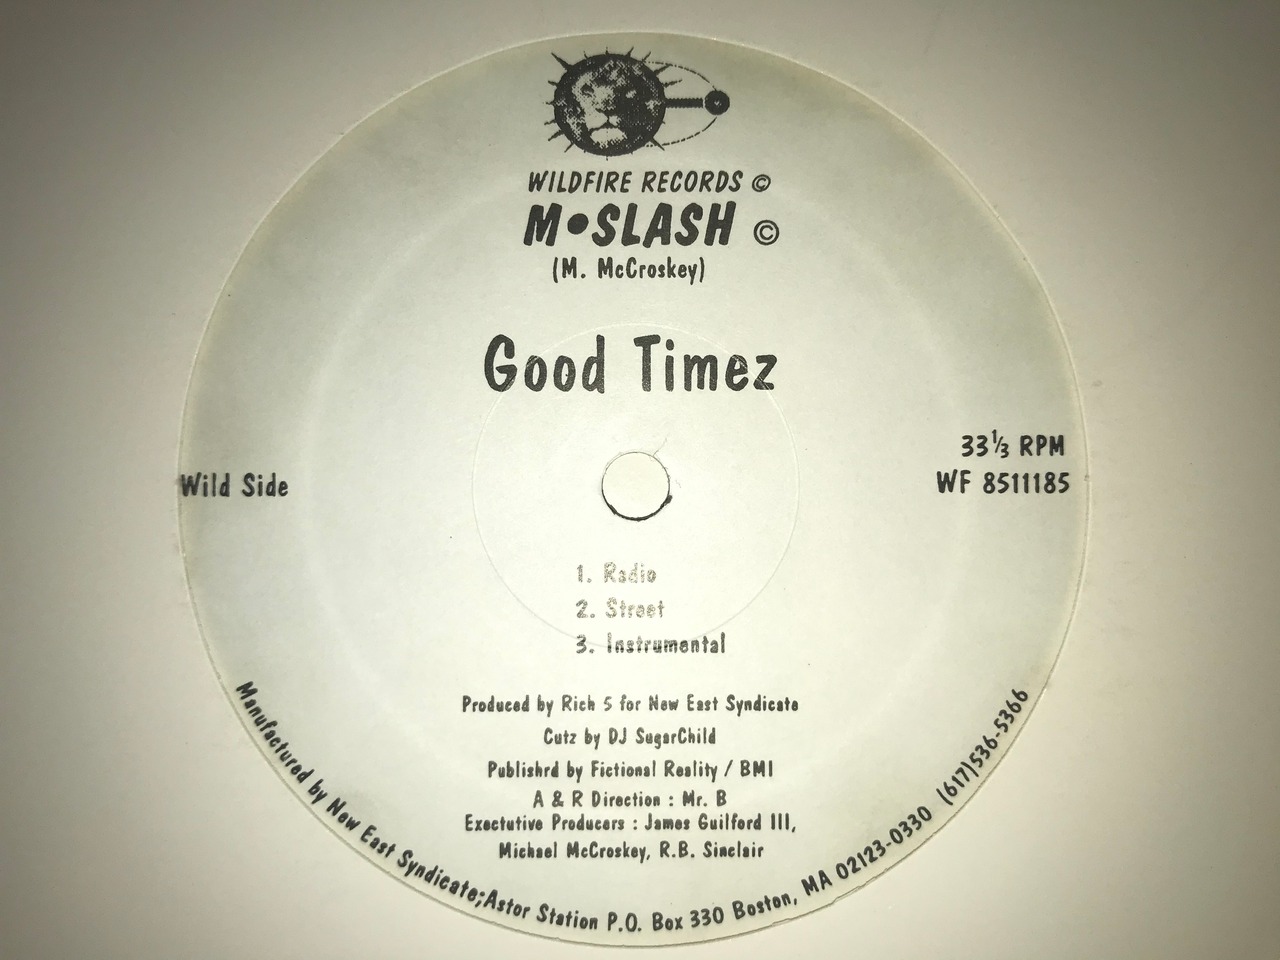 WILDFIRE RECORDS ©
M•SLASH ©
(M. McCroskey)
Good Timez
Wild Side
33⅓ RPM
WF 8511185
1. Radio
2. Street
3. Instrumental
Produced by Rich 5 for New East Syndicate
Cutz by DJ SugarChild
Publishrd by Fictional Reality / BMI
A & R Direction : Mr. B
Exectutive Producers : James Guilford III,
Michael McCroskey, R.B. Sinclair
Manufactured by New East Syndicate;Astor Station P.O. Box 330 Boston, MA 02123-0330 (617)536-5366